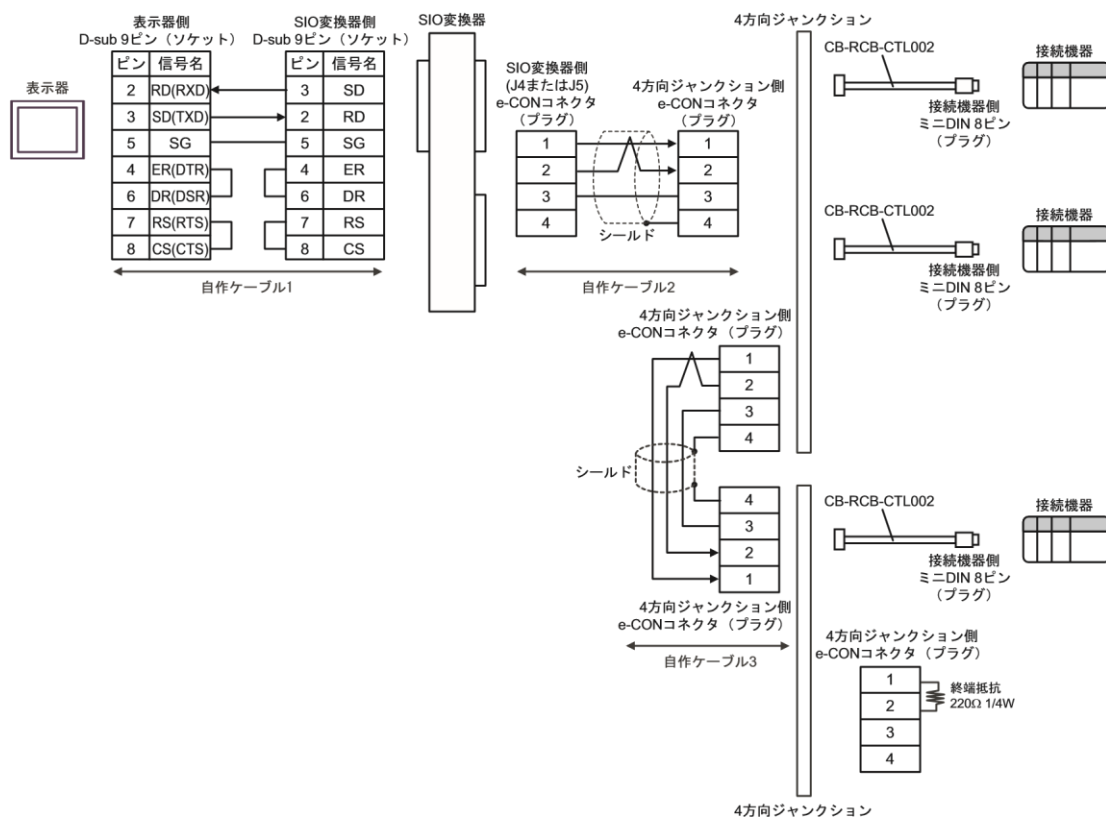 表示器
表示器側
D-sub 9ピン（ソケット）
SIO変換器側
D-sub 9ピン（ソケット）
ピン 信号名
2 RD(RXD)
3 SD(TXD)
5 SG
4 ER(DTR)
6 DR(DSR)
7 RS(RTS)
8 CS(CTS)
ピン 信号名
3 SD
2 RD
5 SG
4 ER
6 DR
7 RS
8 CS
自作ケーブル1
SIO変換器
SIO変換器側
(J4またはJ5)
e-CONコネクタ
（プラグ）
1
2
3
4
4方向ジャンクション側
e-CONコネクタ
（プラグ）
1
2
3
4
シールド
自作ケーブル2
4方向ジャンクション
CB-RCB-CTL002
接続機器側
ミニDIN 8ピン
（プラグ）
接続機器
CB-RCB-CTL002
接続機器側
ミニDIN 8ピン
（プラグ）
接続機器
4方向ジャンクション側
e-CONコネクタ（プラグ）
1
2
3
4
シールド
4
3
2
1
4方向ジャンクション側
e-CONコネクタ（プラグ）
自作ケーブル3
CB-RCB-CTL002
接続機器側
ミニDIN 8ピン
（プラグ）
接続機器
4方向ジャンクション側
e-CONコネクタ（プラグ）
1
2
3
4
終端抵抗
220Ω 1/4W
4方向ジャンクション